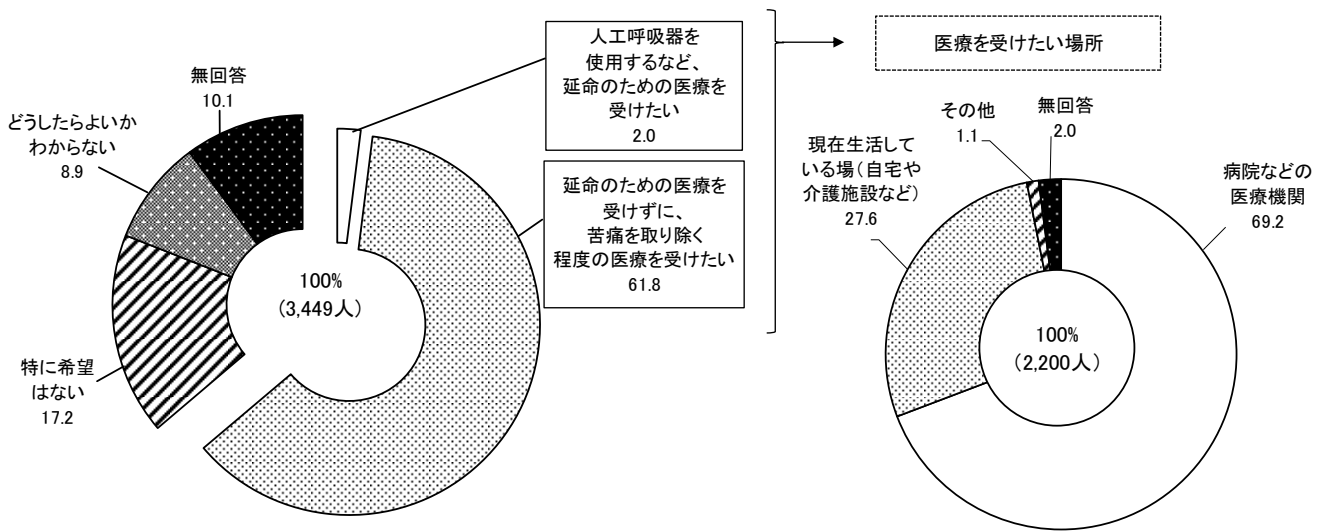 無回答
10.1
どうしたらよいか
わからない
8.9
特に希望
はない
17.2
100%
(3,449人)
人工呼吸器を
使用するなど、
延命のための医療を
受けたい
2.0
延命のための医療を
受けずに、
苦痛を取り除く
程度の医療を受けたい
61.8
医療を受けたい場所
その他
1.1
無回答
2.0
現在生活して
いる場(自宅や
介護施設など)
27.6
病院などの
医療機関
69.2
100%
(2,200人)